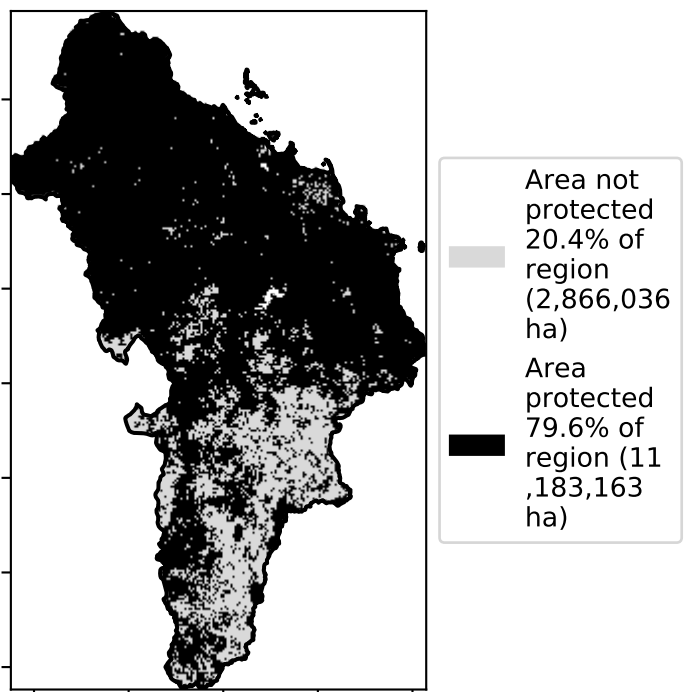 Area not
protected
20.4% of
region
(2,866,036
ha)
Area
protected
79.6% of
region (11
,183,163
ha)